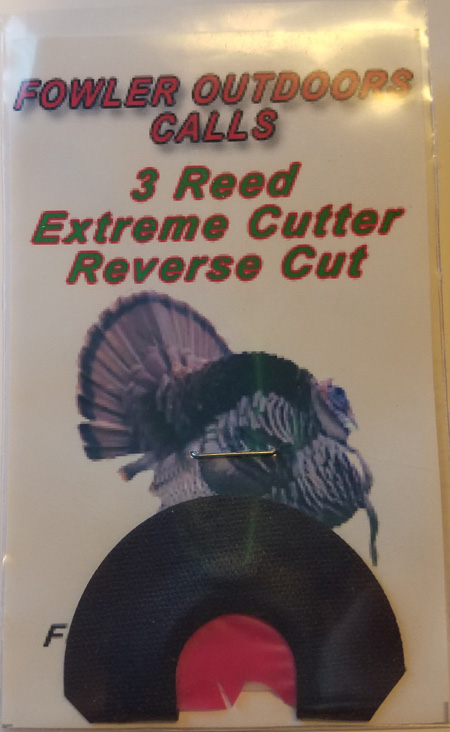 FOWLER OUTDOORS
CALLS
3 Reed
Extreme Cutter
Reverse Cut
F